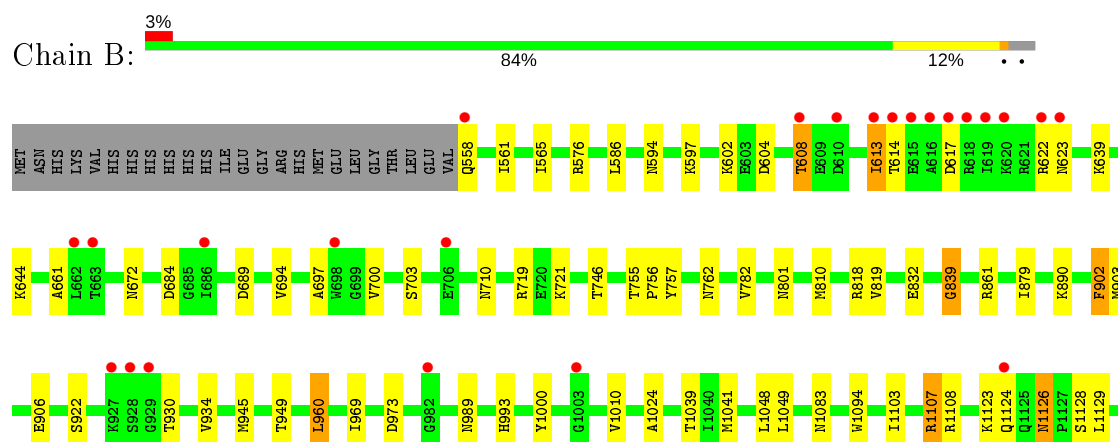 3%
Chain B:
84% 12% • •
MET ASN HIS LYS VAL HIS HIS HIS HIS HIS HIS ILE GLU GLY ARG HIS MET GLU LEU GLY THR LEU GLU VAL Q558 I561 I565 R576 L586 N594 K597 K602 E603 D604 T608 E609 D610 I613 T614 E615 A616 D617 R618 I619 K620 R621 R622 N623 K639
K644 A661 L662 T663 N672 D684 G685 I686 D689 V694 A697 W698 G699 V700 S703 E706 N710 R719 E720 K721 T746 T755 P756 Y757 N762 V782 N801 M810 R818 V819 E832 G839 R861 I879 K890 F902 M903
E906 S922 K927 S928 G929 T930 V934 M945 T949 L960 I969 D973 G982 N989 H993 Y1000 G1003 V1010 A1024 T1039 I1040 M1041 L1048 L1049 N1083 W1094 I1103 R1107 R1108 K1123 Q1124 Q1125 N1126 P1127 S1128 L1129